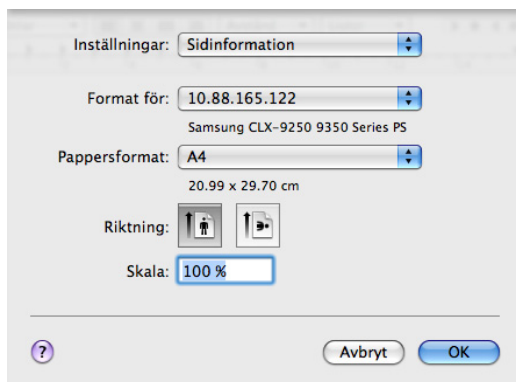 Inställningar: Sidinformation
Format för: 10.88.165.122
Samsung CLX-9250 9350 Series PS
Pappersformat: A4
20.99 x 29.70 cm
Riktning:
Skala: 100 %
? Avbryt OK